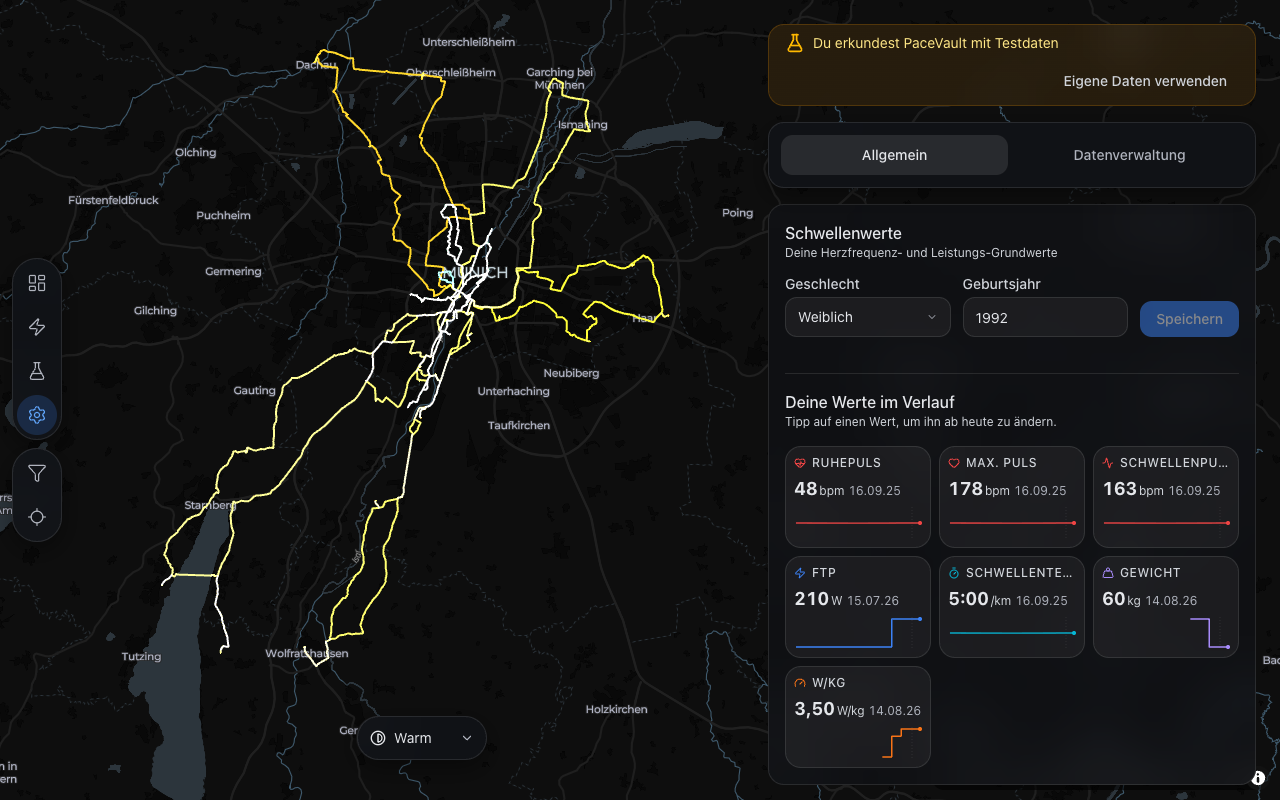 Du erkundest PaceVault mit Testdaten
Eigene Daten verwenden
Allgemein
Datenverwaltung
Schwellenwerte
Deine Herzfrequenz- und Leistungs-Grundwerte
Geschlecht
Geburtsjahr
Weiblich
1992
Speichern
Deine Werte im Verlauf
Tipp auf einen Wert, um ihn ab heute zu ändern.
RUHEPULS
48 bpm 16.09.25
MAX. PULS
178 bpm 16.09.25
SCHWELLENPU…
163 bpm 16.09.25
FTP
210 W 15.07.26
SCHWELLENTE…
5:00 /km 16.09.25
GEWICHT
60 kg 14.08.26
W/KG
3,50 W/kg 14.08.26
Unterschleißheim
Dachau
Oberschleißheim
Garching bei
München
Ismaning
Olching
Fürstenfeldbruck
Puchheim
Poing
Germering
MUNICH
Gilching
Haar
Neubiberg
Gauting
Unterhaching
Taufkirchen
Starnberg
Isar
Tutzing
Wolfratshausen
Holzkirchen
Warm